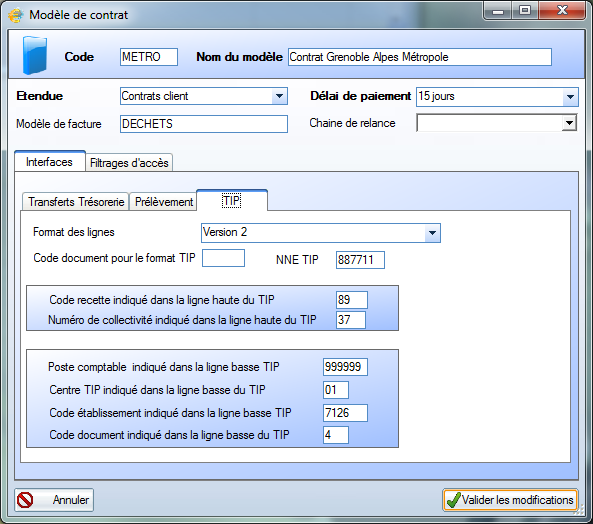 Modèle de contrat
Code METRO Nom du modèle Contrat Grenoble Alpes Métropole
Etendue Contrats client Délai de paiement 15 jours
Modèle de facture DECHETS Chaine de relance
Interfaces Filtrages d'accès
Transferts Trésorerie Prélèvement TIP
Format des lignes Version 2
Code document pour le format TIP NNE TIP 887711
Code recette indiqué dans la ligne haute du TIP 89
Numéro de collectivité indiqué dans la ligne haute du TIP 37
Poste comptable indiqué dans la ligne basse TIP 999999
Centre TIP indiqué dans la ligne basse du TIP 01
Code établissement indiqué dans la ligne basse TIP 7126
Code document indiqué dans la ligne basse du TIP 4
Annuler Valider les modifications